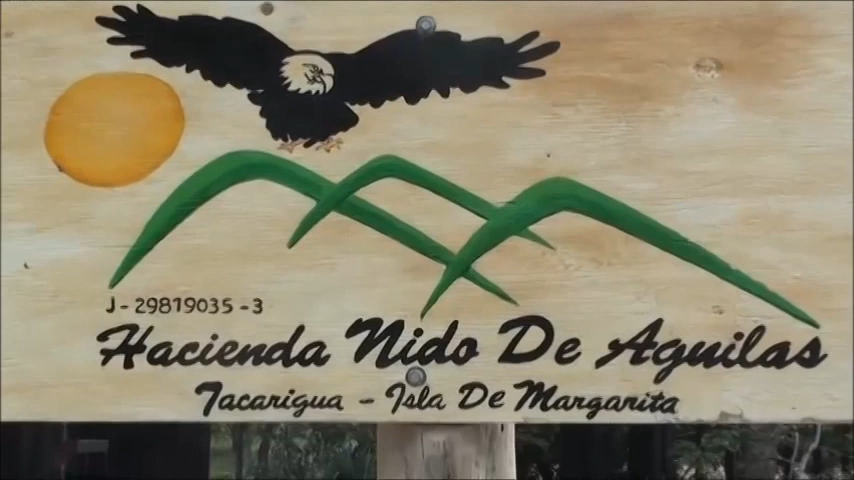 J-29819035-3
Hacienda Nido De Aguilas
Tacarigua - Isla De Margarita